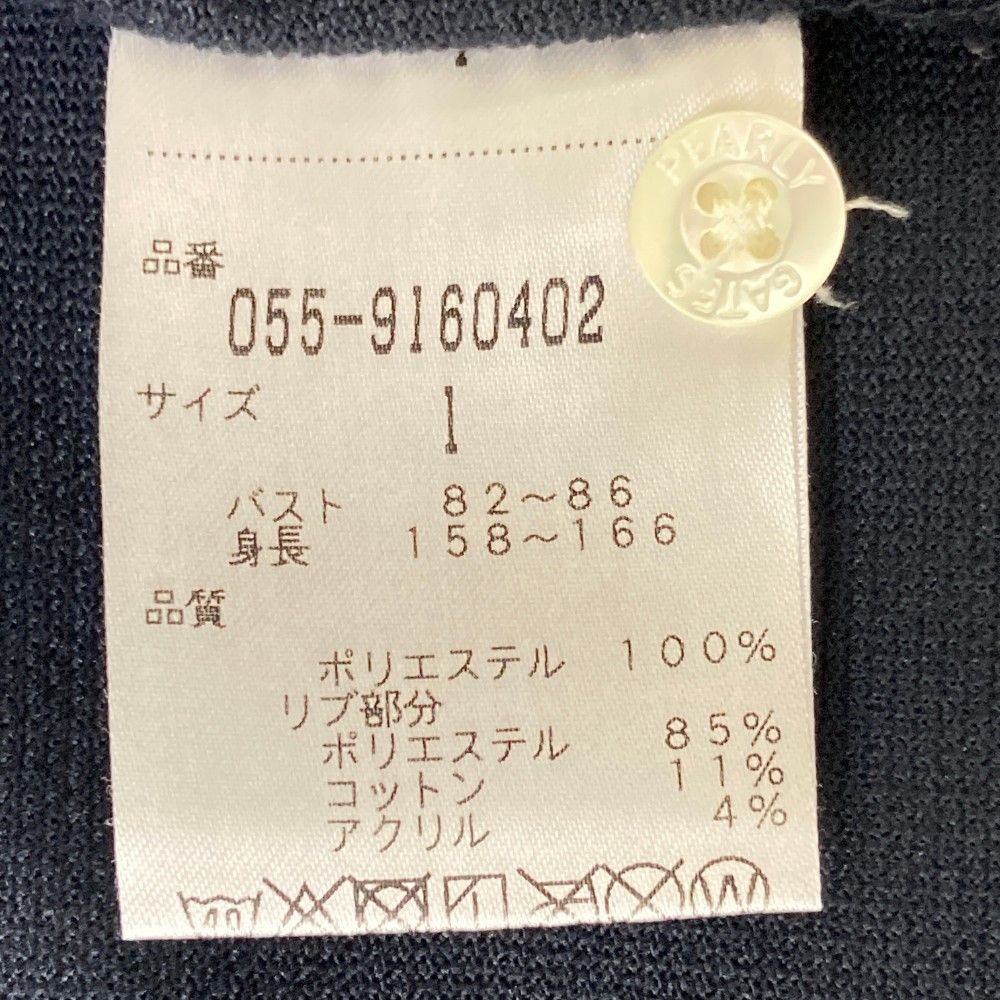 PEARLY
GATES
品番
055-9160402
サイズ
1
バスト 82～86
身長 158～166
品質
ポリエステル 100%
リブ部分
ポリエステル 85%
コットン 11%
アクリル 4%
40
W